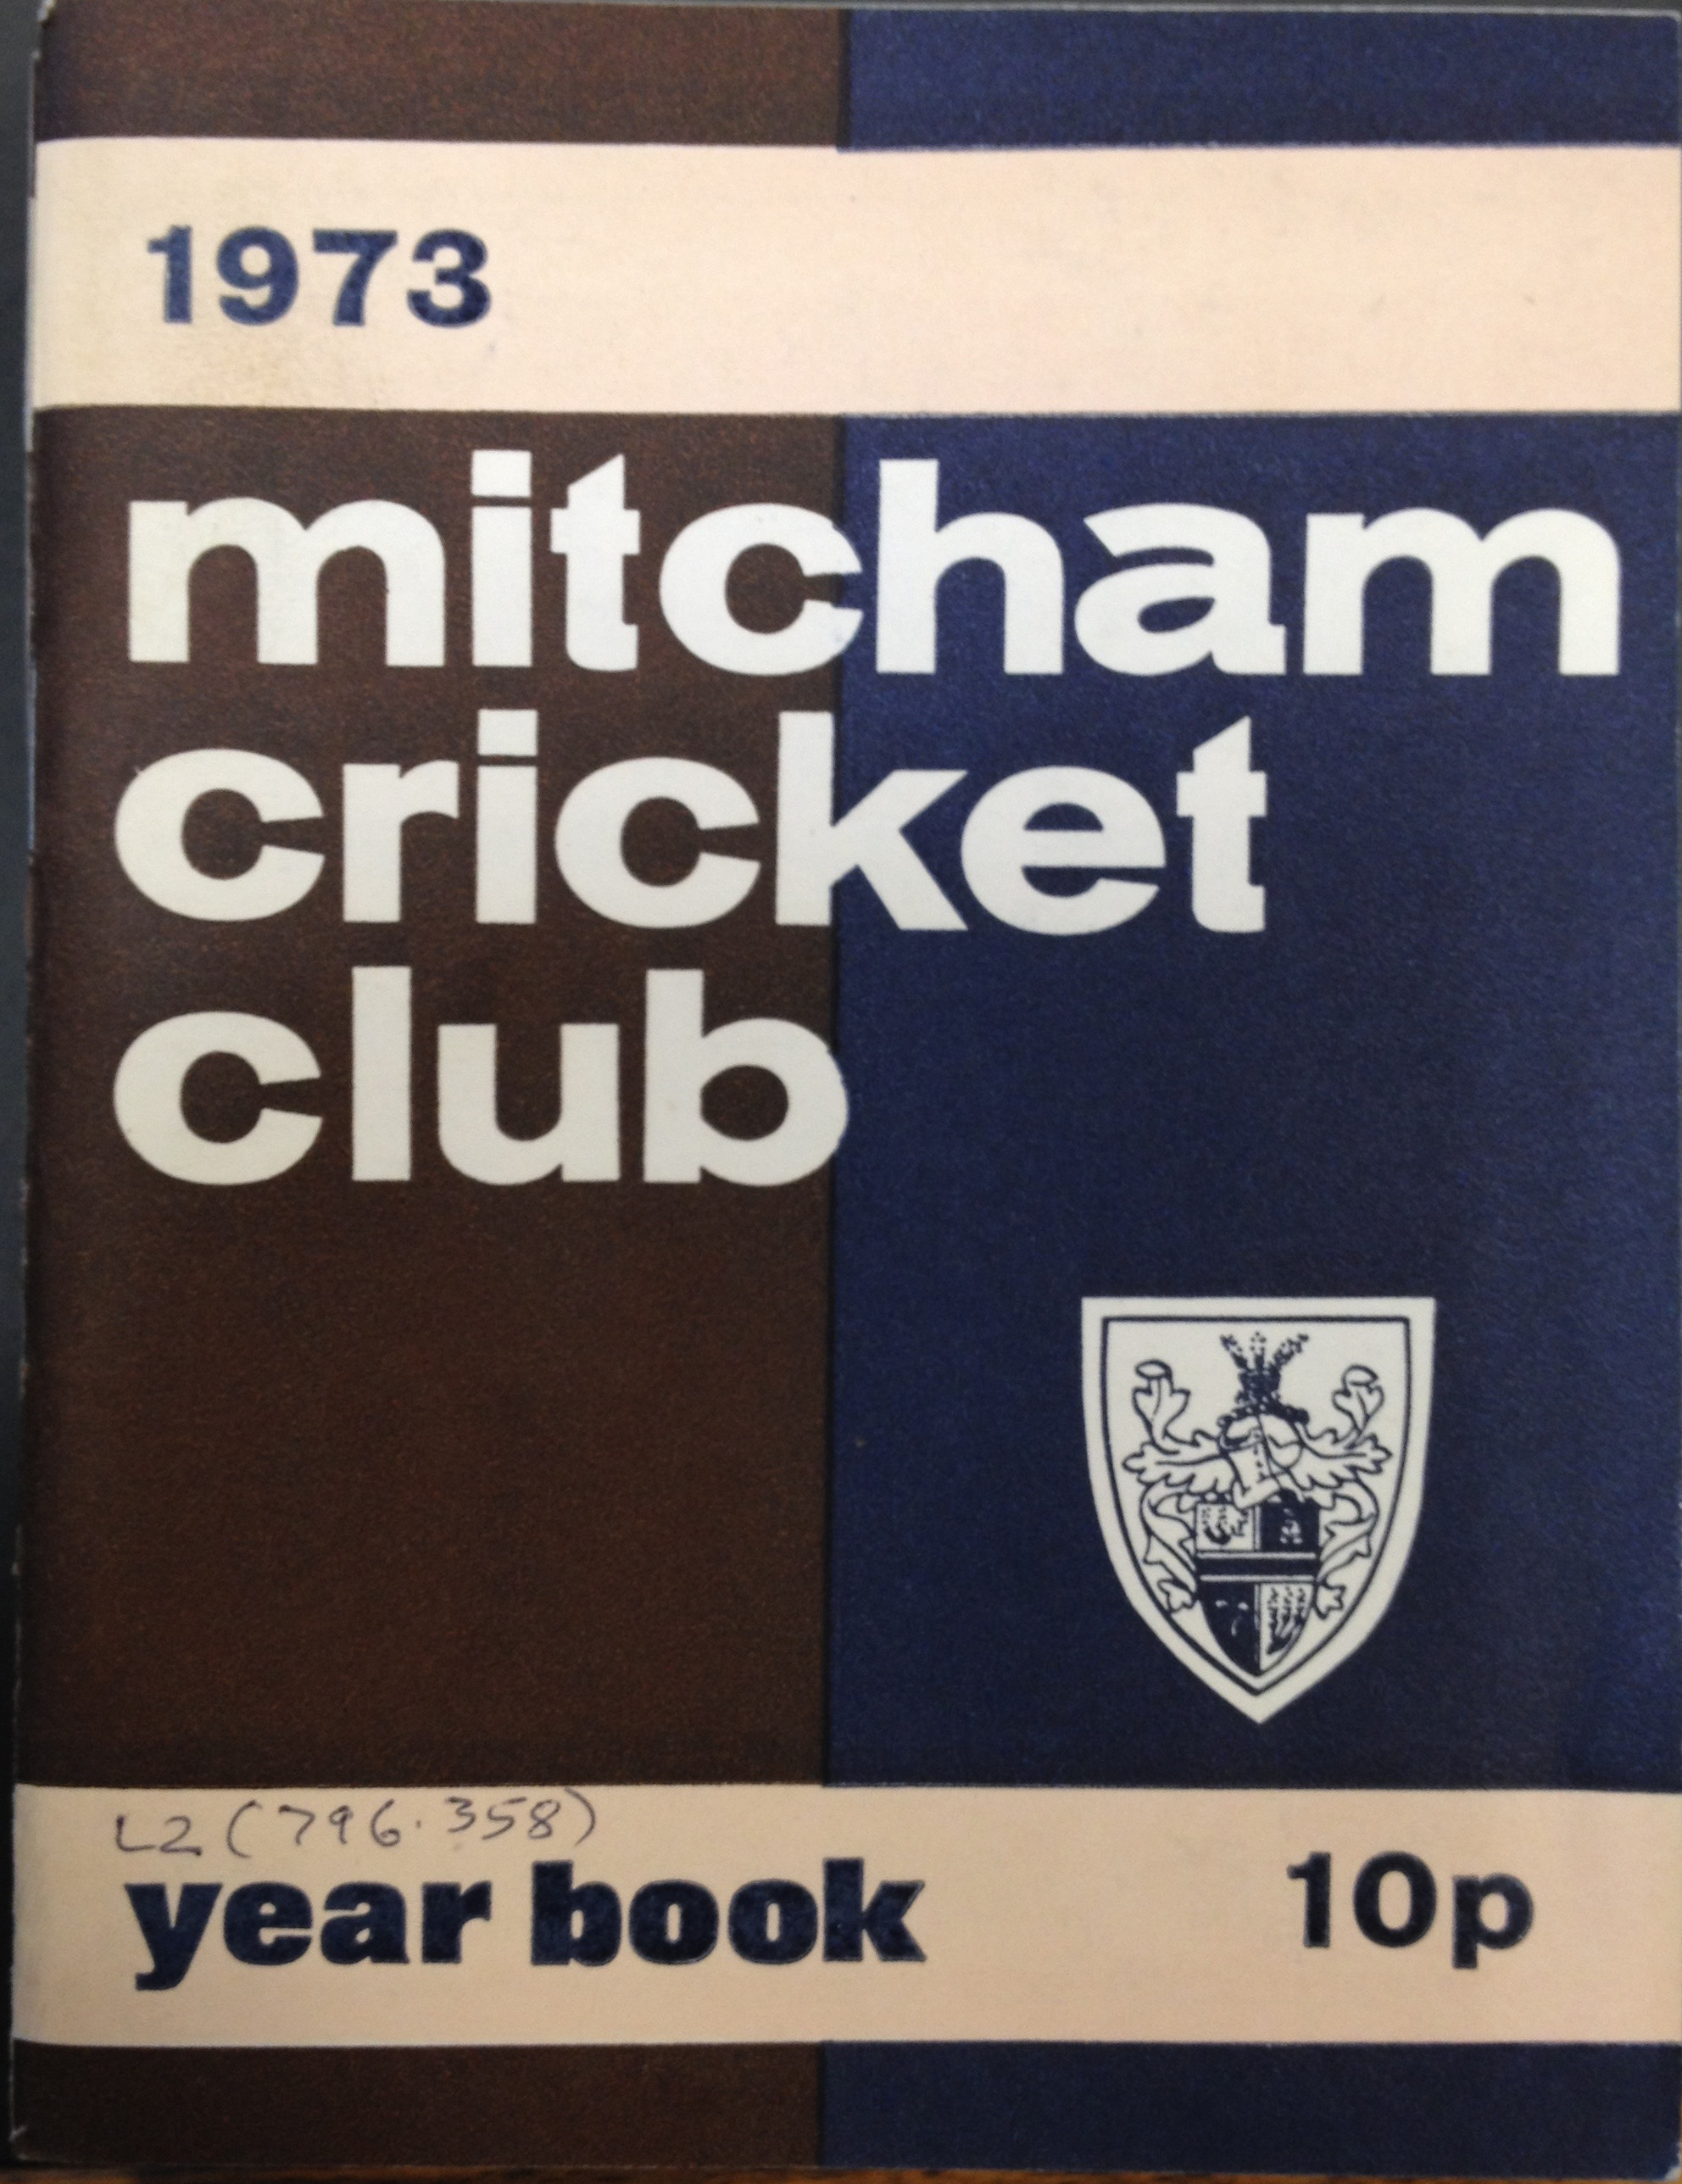 1973
mitcham
cricket
club
L2 (796.358)
year book 10p